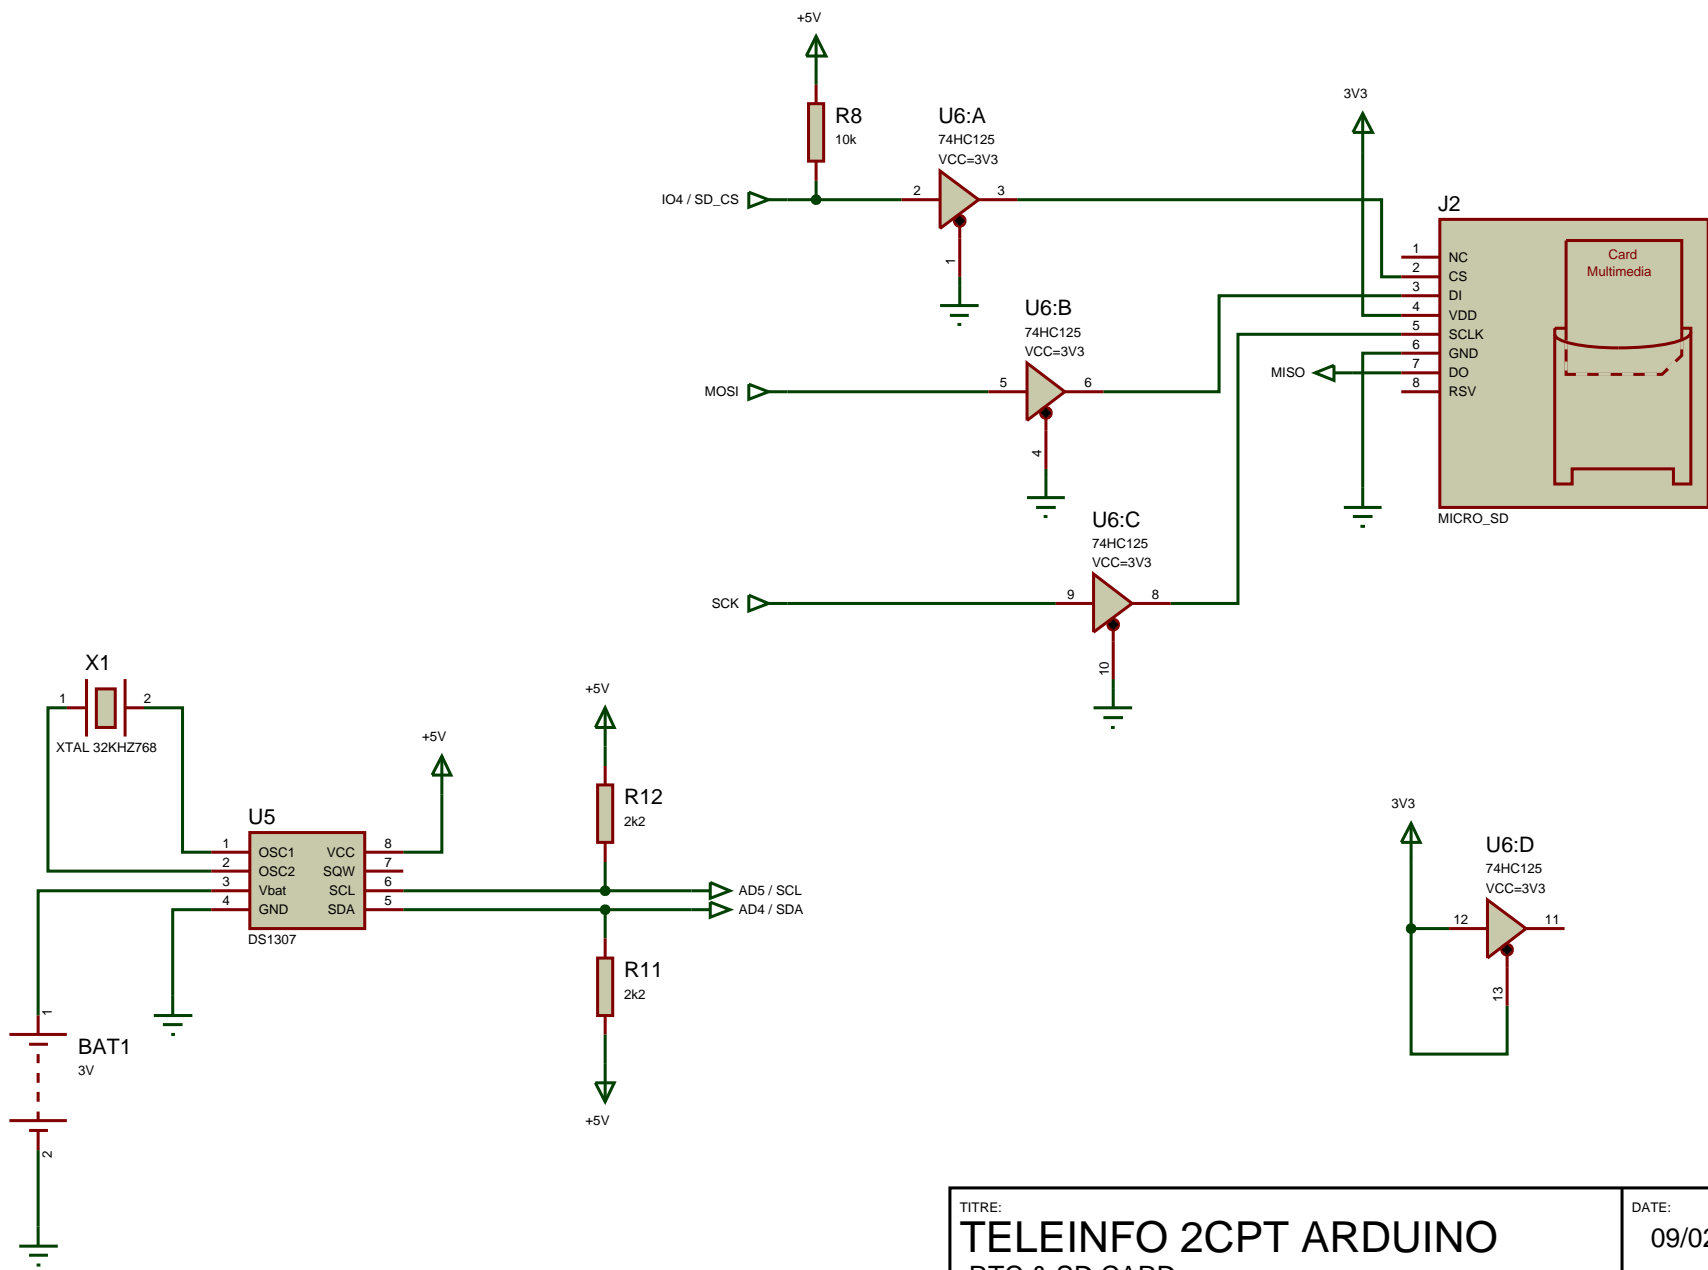 +5V
R8
10k
IO4 / SD_CS
U6:A
74HC125
VCC=3V3
2
3
1
3V3
J2
MICRO_SD
Card
Multimedia
1 NC
2 CS
3 DI
4 VDD
5 SCLK
6 GND
7 DO
8 RSV
MISO
U6:B
74HC125
VCC=3V3
MOSI
5
6
4
U6:C
74HC125
VCC=3V3
SCK
9
8
10
X1
1
2
XTAL 32KHZ768
+5V
U5
DS1307
1 OSC1
2 OSC2
3 Vbat
4 GND
VCC 8
SQW 7
SCL 6
SDA 5
+5V
R12
2k2
AD5 / SCL
AD4 / SDA
R11
2k2
+5V
BAT1
3V
1
2
3V3
U6:D
74HC125
VCC=3V3
12
11
13
TITRE:
TELEINFO 2CPT ARDUINO
RTC & SD CARD
DATE:
09/02